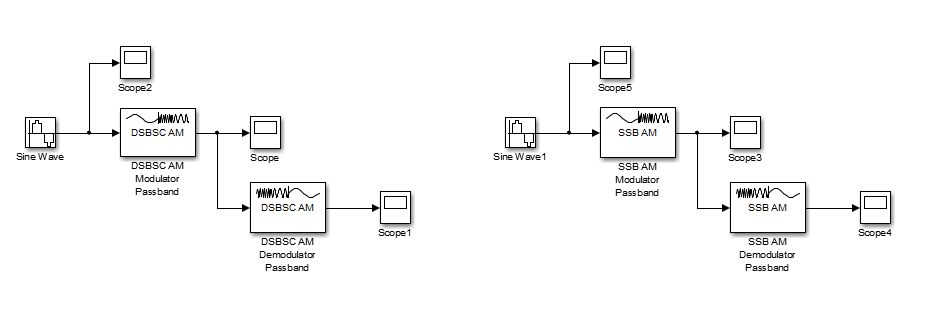 Scope2
DSBSC AM
Sine Wave
DSBSC AM
Modulator
Passband
Scope
DSBSC AM
DSBSC AM
Demodulator
Passband
Scope1
Scope5
SSB AM
Sine Wave1
SSB AM
Modulator
Passband
Scope3
SSB AM
SSB AM
Demodulator
Passband
Scope4